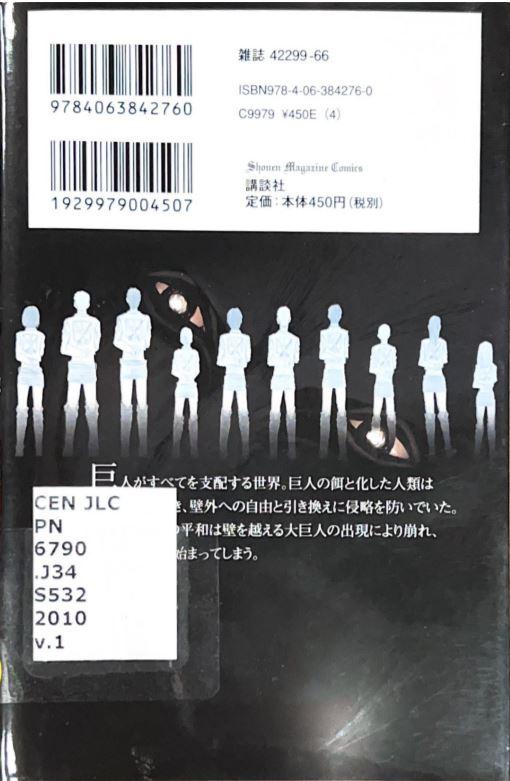 雑誌 42299-66
ISBN978-4-06-384276-0
C9979 ¥450E (4)
9784063842760
Shonen Magazine Comics
講談社
定価：本体450円（税別）
1929979004507
巨人がすべてを支配する世界。巨人の餌と化した人類は
き、壁外への自由と引き換えに侵略を防いでいた。
の平和は壁を越える大巨人の出現により崩れ、
始まってしまう。
CEN JLC
PN
6790
.J34
S532
2010
v.1